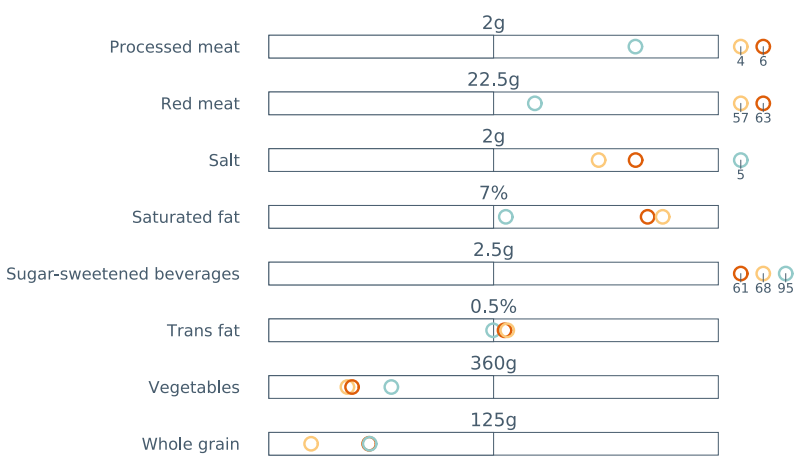 2g
Processed meat
4 6
22.5g
Red meat
57 63
2g
Salt
5
7%
Saturated fat
2.5g
Sugar-sweetened beverages
61 68 95
0.5%
Trans fat
360g
Vegetables
125g
Whole grain